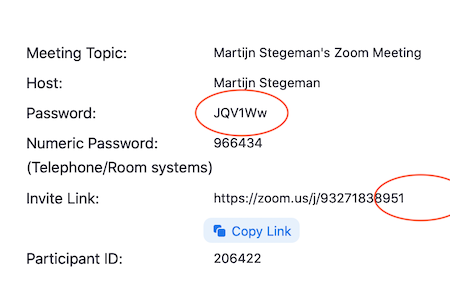 Meeting Topic: Martijn Stegeman's Zoom Meeting
Host: Martijn Stegeman
Password: JQV1Ww
Numeric Password: 966434
(Telephone/Room systems)
Invite Link: https://zoom.us/j/93271838951
Copy Link
Participant ID: 206422